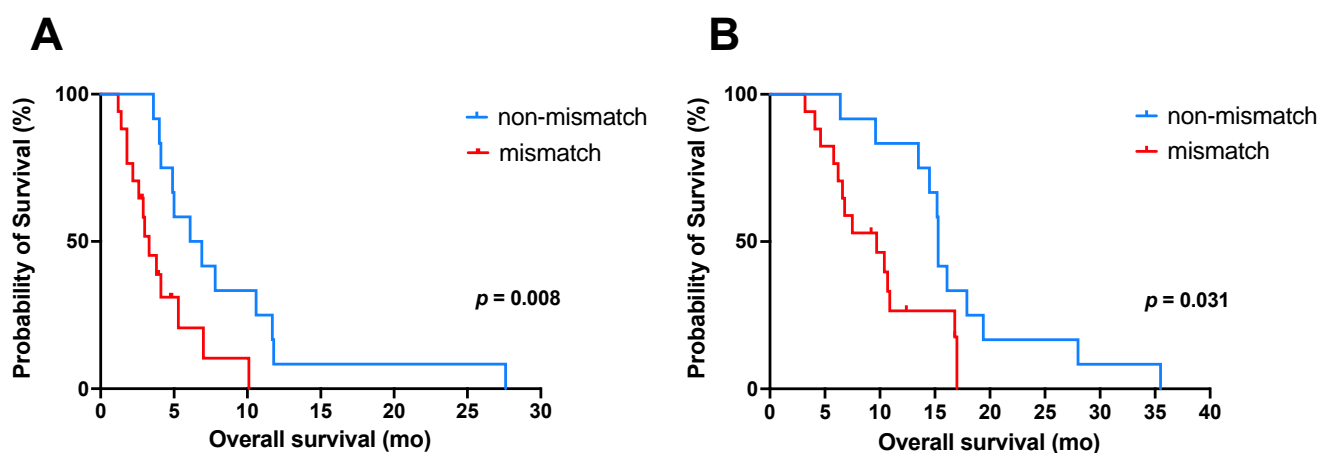 A
Probability of Survival (%)
100
50
0
0 5 10 15 20 25 30
Overall survival (mo)
non-mismatch
mismatch
p = 0.008
B
Probability of Survival (%)
100
50
0
0 5 10 15 20 25 30 35 40
Overall survival (mo)
non-mismatch
mismatch
p = 0.031